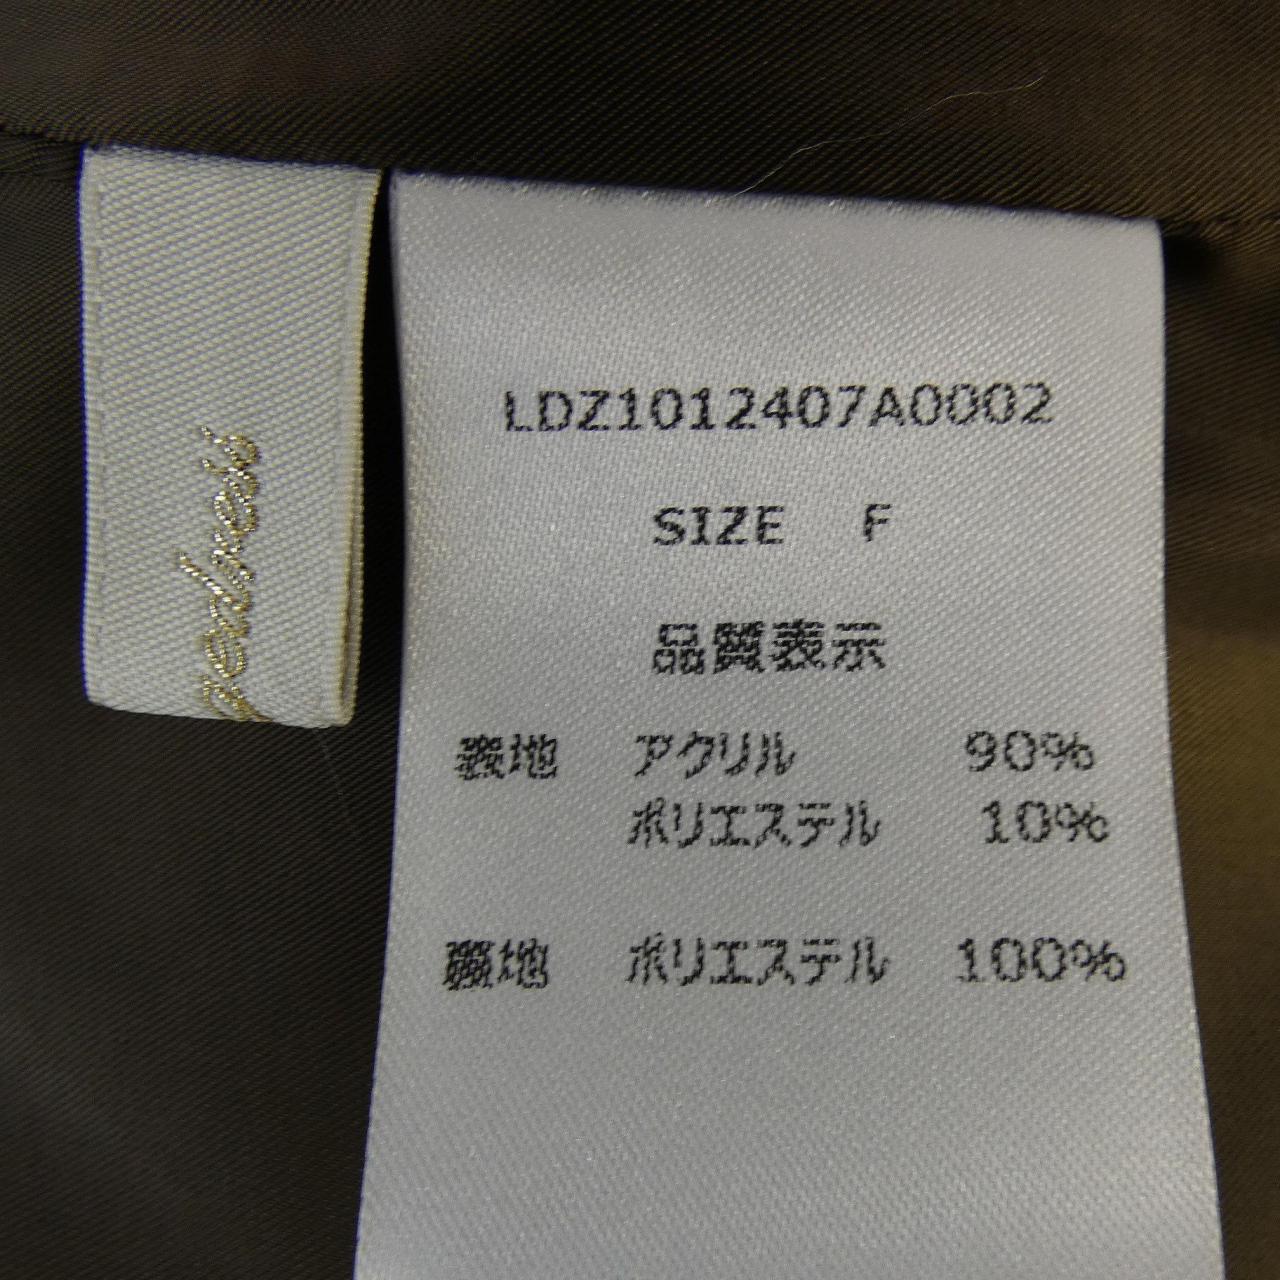 LDZ1012407A0002
SIZE F
品質表示
表地 アクリル 90%
ポリエステル 10%
裏地 ポリエステル 100%